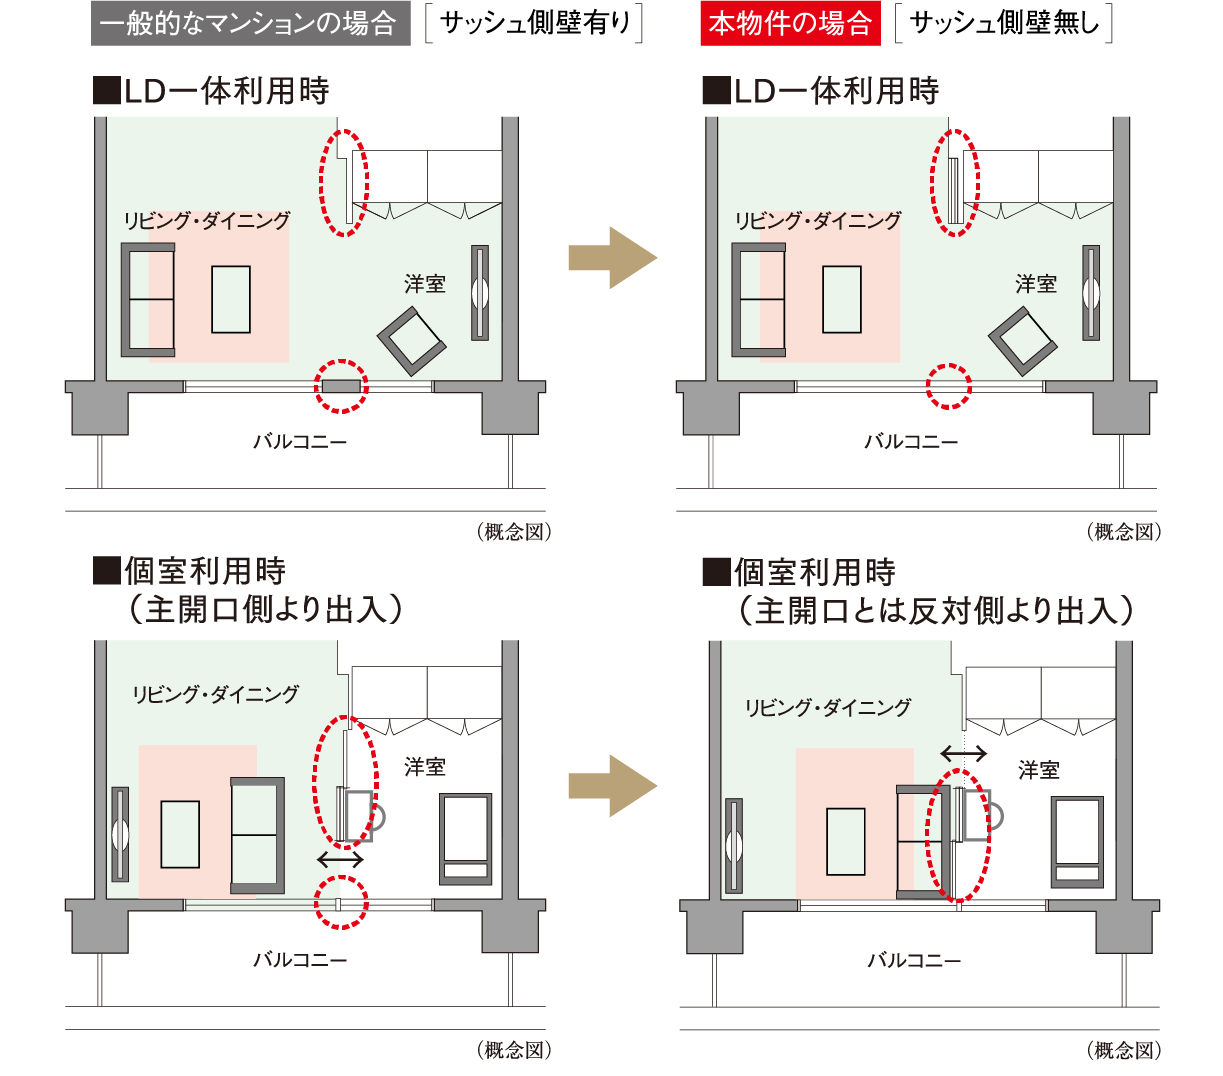 一般的なマンションの場合 [サッシュ側壁有り]
本物件の場合 [サッシュ側壁無し]
■LD一体利用時
リビング・ダイニング
洋室
バルコニー
(概念図)
■LD一体利用時
リビング・ダイニング
洋室
バルコニー
(概念図)
■個室利用時
（主開口側より出入）
リビング・ダイニング
洋室
バルコニー
(概念図)
■個室利用時
（主開口とは反対側より出入）
リビング・ダイニング
洋室
バルコニー
(概念図)